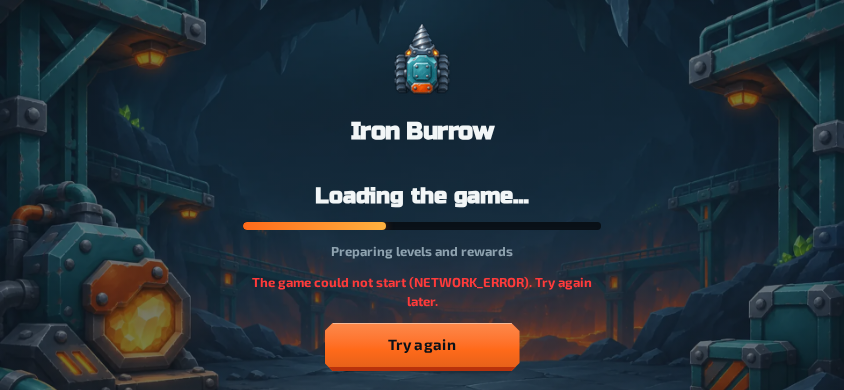 Iron Burrow
Loading the game...
Preparing levels and rewards
The game could not start (NETWORK_ERROR). Try again
later.
Try again